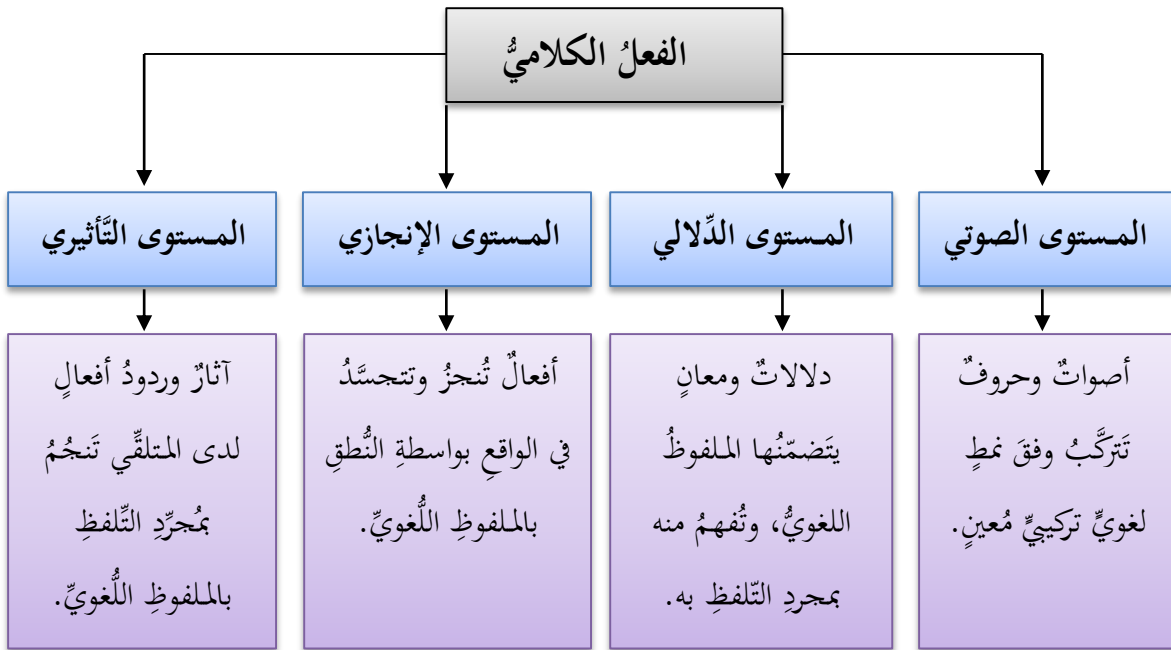 الفعلُ الكلاميُّ
المستوى الصوتي
المستوى الدِّلالي
المستوى الإنجازي
المستوى التَّأثيري
أصواتٌ وحروفٌ
تَتركَّبُ وفقَ نمطٍ
لغويٍّ تركيبيٍّ مُعينٍ.
دلالاتٌ ومعانٍ
يتَضمّنُها الملفوظُ
اللغويُّ، وتُفهمُ منه
بمجردِ التّلفظِ به.
أفعالٌ تُنجزُ وتتجسَّدُ
في الواقعِ بواسطةِ النُّطقِ
بالملفوظِ اللُّغويِّ.
آثارٌ وردودُ أفعالٍ
لدى المتلقِّي تَنجُمُ
بمُجرِّدِ التِّلفظِ
بالملفوظِ اللُّغويِّ.